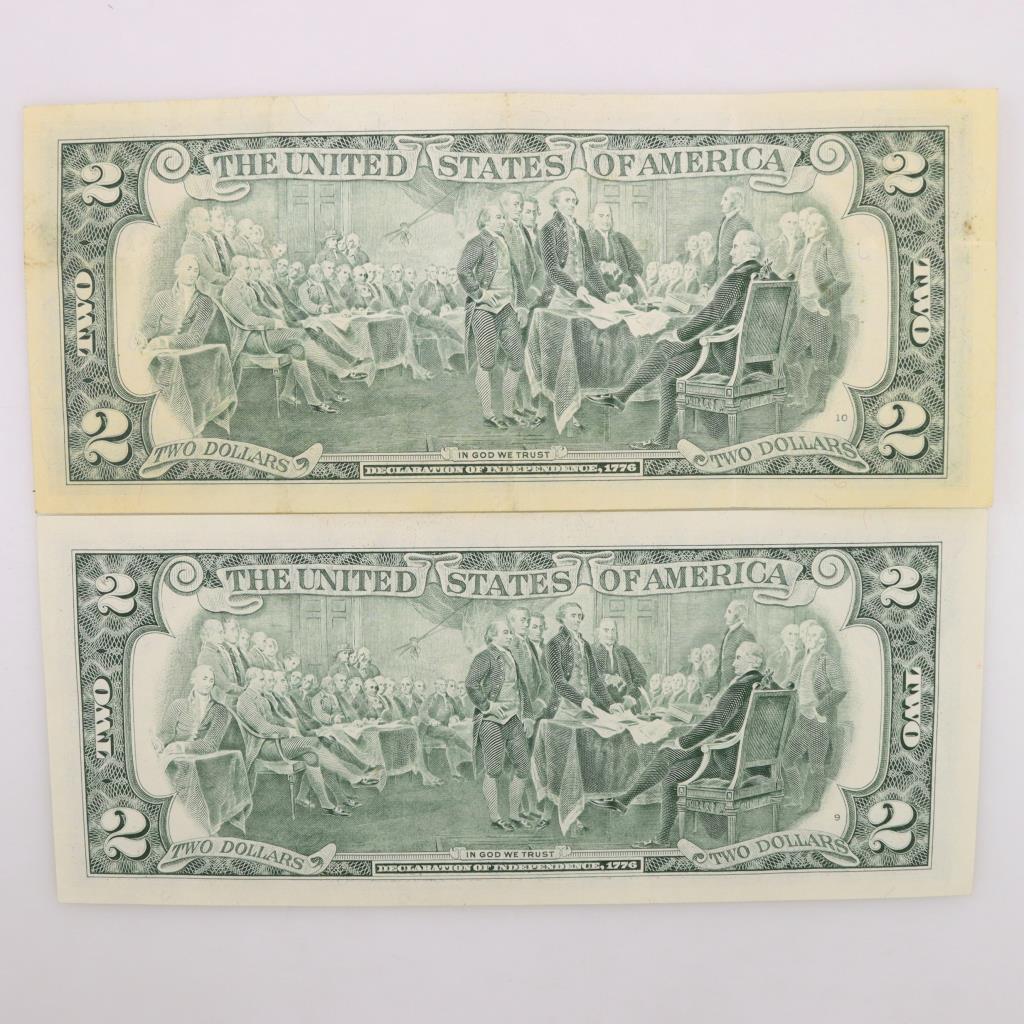 2 THE UNITED STATES OF AMERICA 2
TWO TWO
10
2 TWO DOLLARS IN GOD WE TRUST TWO DOLLARS 2
DECLARATION OF INDEPENDENCE, 1776
2 THE UNITED STATES OF AMERICA 2
TWO TWO
9
2 TWO DOLLARS IN GOD WE TRUST TWO DOLLARS 2
DECLARATION OF INDEPENDENCE, 1776